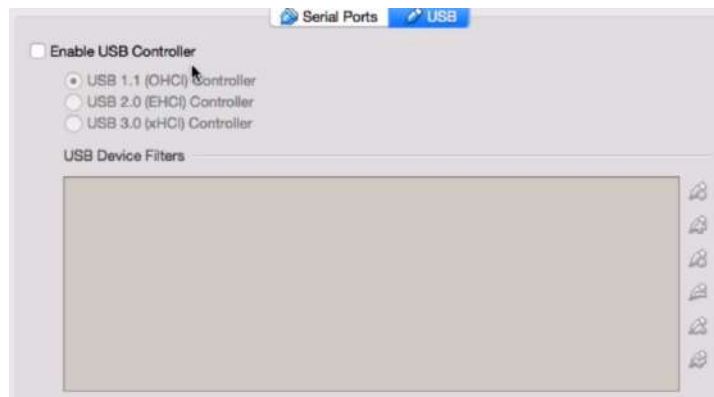 Serial Ports USB
Enable USB Controller
USB 1.1 (OHCI) Controller
USB 2.0 (EHCI) Controller
USB 3.0 (xHCI) Controller
USB Device Filters